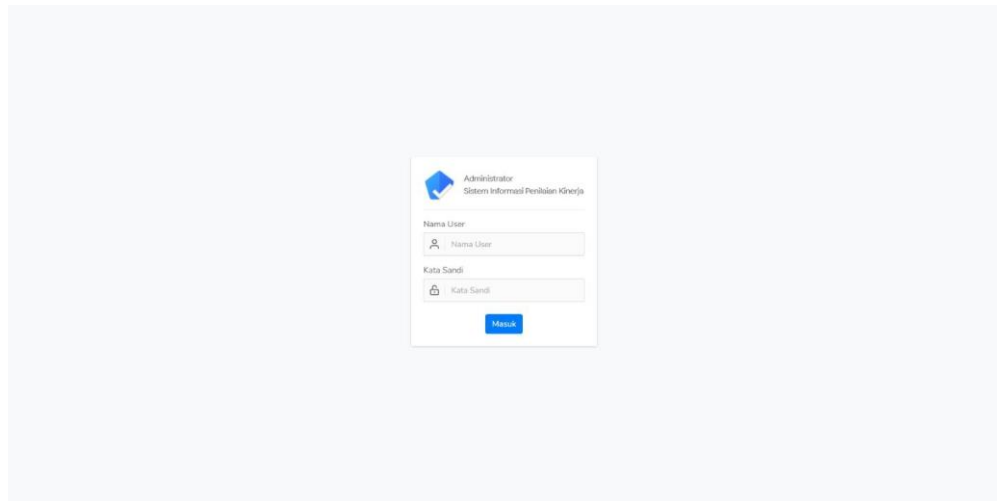 Administrator
Sistem Informasi Penilaian Kinerja
Nama User
Nama User
Kata Sandi
Kata Sandi
Masuk